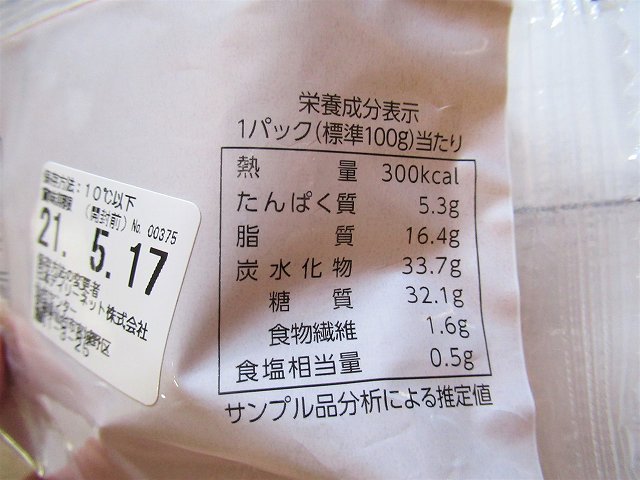 栄養成分表示
1パック(標準100g)当たり
熱量 300kcal
たんぱく質 5.3g
脂質 16.4g
炭水化物 33.7g
糖質 32.1g
食物繊維 1.6g
食塩相当量 0.5g
サンプル品分析による推定値
保存方法:10℃以下
(開封前) No. 00375
21. 5.17
株式会社